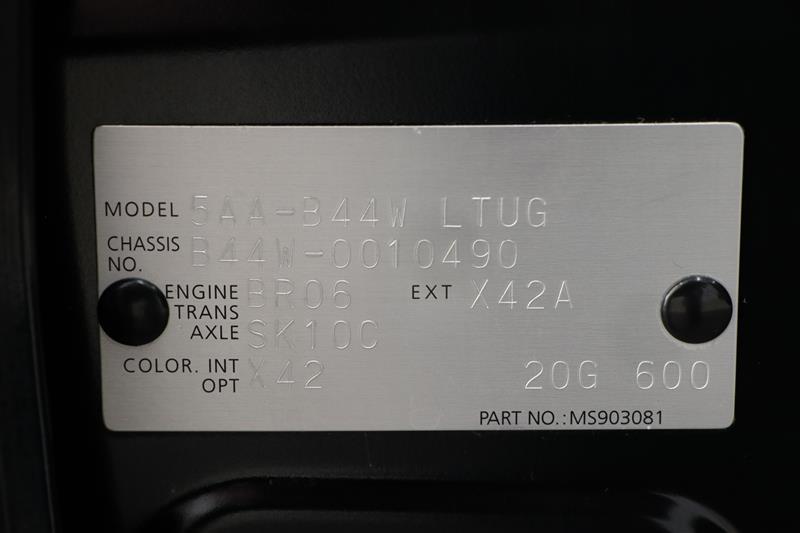 MODEL 5AA-B44W LTUG
CHASSIS NO. B44W-0010490
ENGINE BR06 EXT X42A
TRANS AXLE SK10C
COLOR. INT X42
OPT 20G 600
PART NO.:MS903081